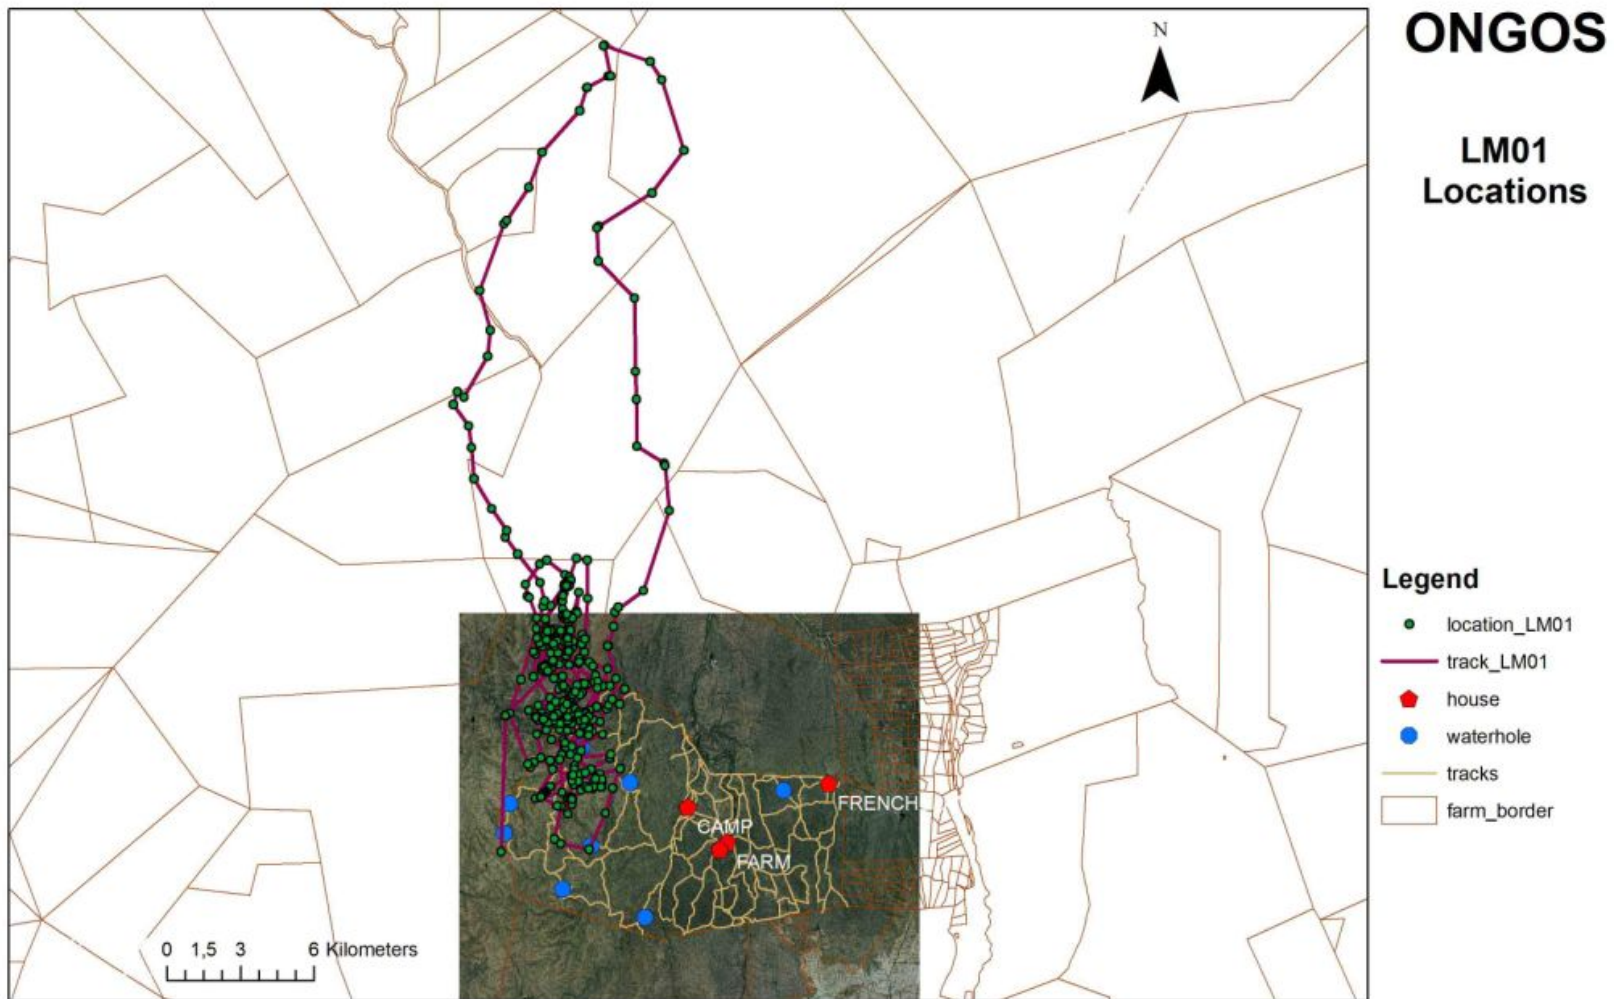 ONGOS
N
LM01
Locations
Legend
location_LM01
track_LM01
house
waterhole
tracks
farm_border
FRENCH
CAMP
FARM
0 1,5 3 6 Kilometers